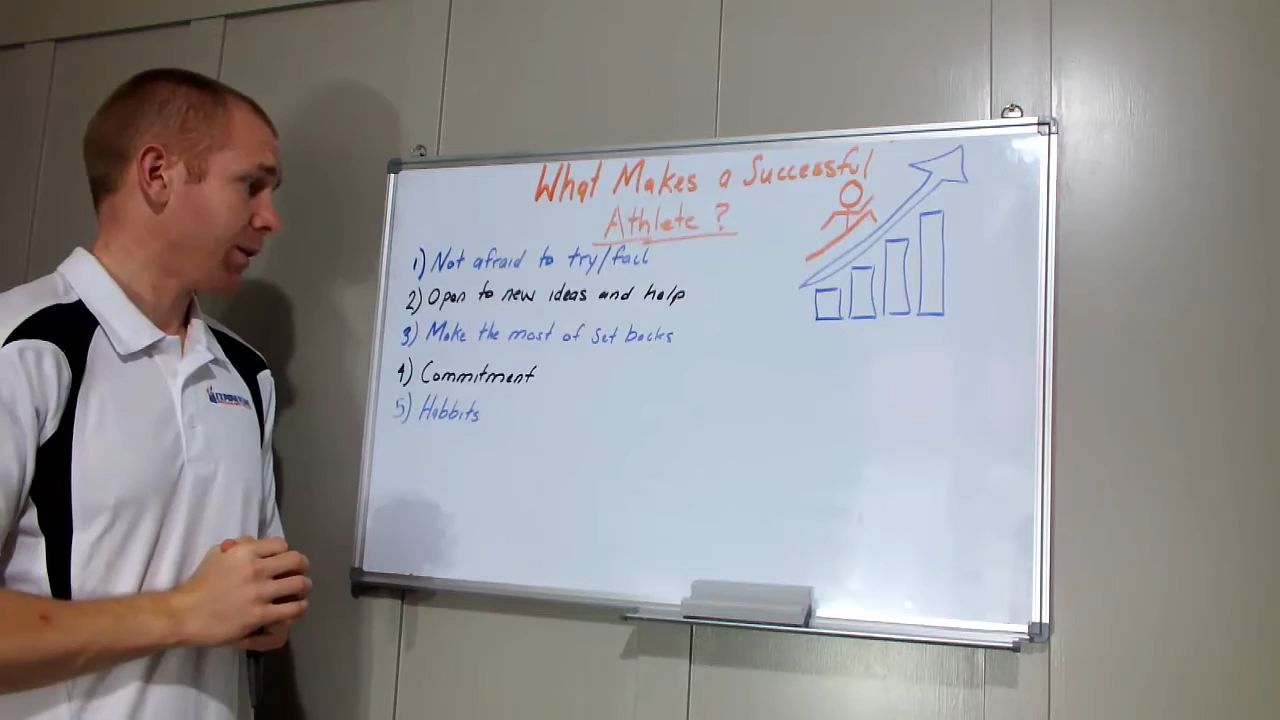 What Makes a Successful
Athlete?
1) Not afraid to try/fail
2) Open to new ideas and help
3) Make the most of set backs
4) Commitment
5) Habbits